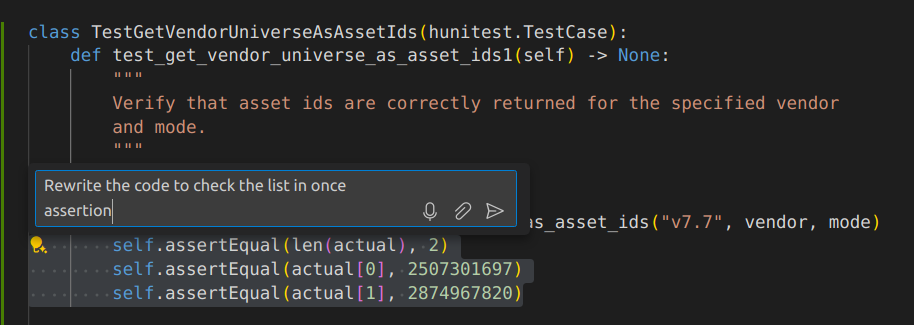 class TestGetVendorUniverseAsAssetIds(hunitest.TestCase):
def test_get_vendor_universe_as_asset_ids1(self) -> None:
"""
Verify that asset ids are correctly returned for the specified vendor
and mode.
"""
Rewrite the code to check the list in once
assertion
as_asset_ids("v7.7", vendor, mode)
self.assertEqual(len(actual), 2)
self.assertEqual(actual[0], 2507301697)
self.assertEqual(actual[1], 2874967820)